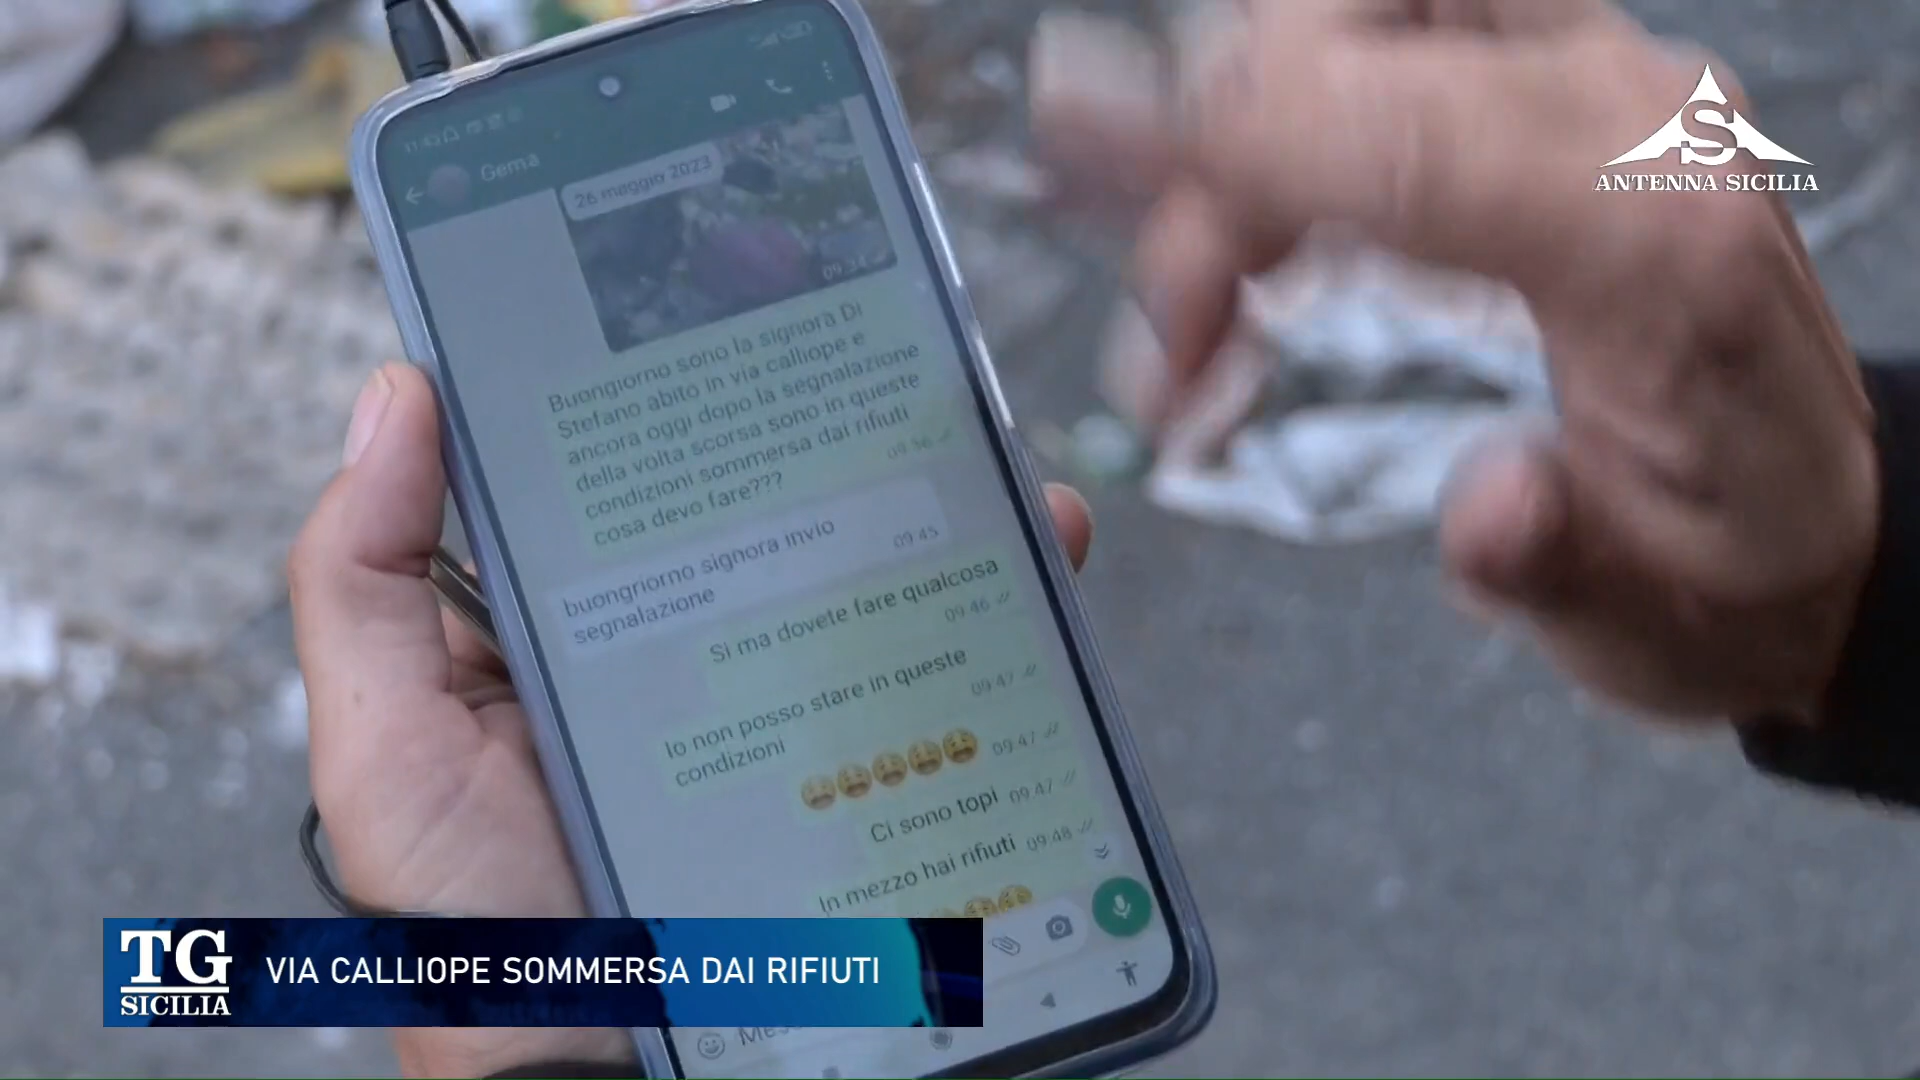 11:43
Gema
26 maggio 2023
09:34
Buongiorno sono la signora Di
Stefano abito in via calliope e
ancora oggi dopo la segnalazione
della volta scorsa sono in queste
condizioni sommersa dai rifiuti
cosa devo fare???
09:36
buongriorno signora invio
segnalazione
09:45
Si ma dovete fare qualcosa
09:46
Io non posso stare in queste
condizioni
09:47
😩😩😩😩😩 09:47
Ci sono topi 09:47
In mezzo hai rifiuti 09:48
ANTENNA SICILIA
TG
SICILIA
VIA CALLIOPE SOMMERSA DAI RIFIUTI